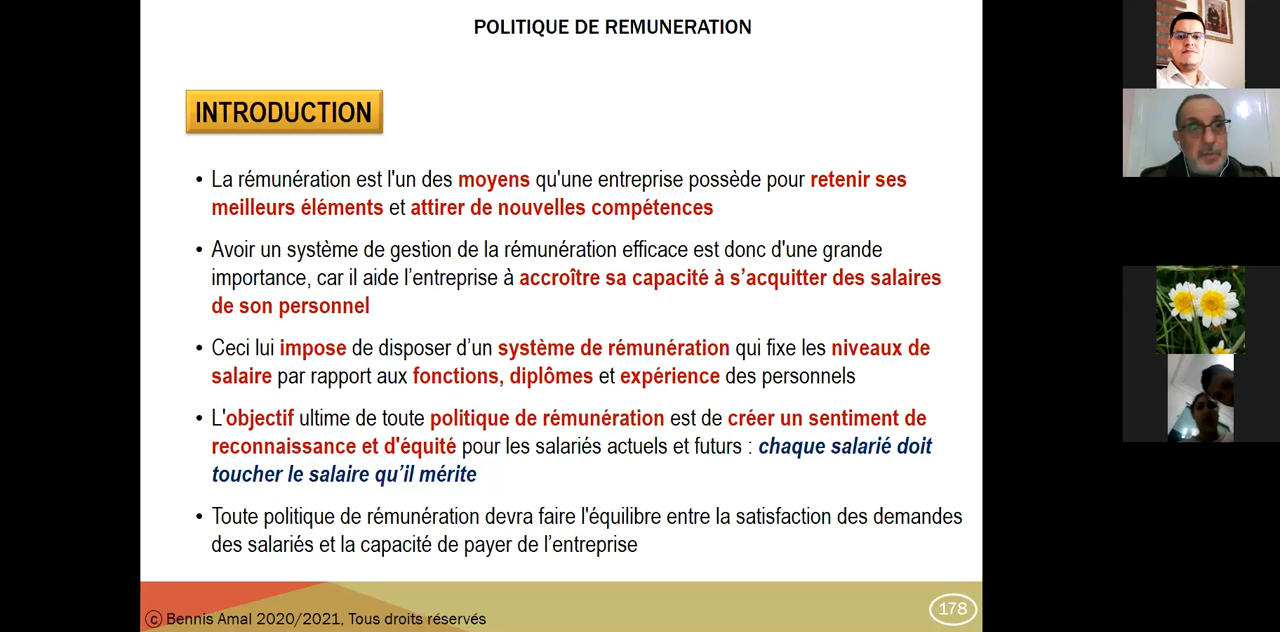 POLITIQUE DE REMUNERATION
INTRODUCTION
• La rémunération est l'un des moyens qu'une entreprise possède pour retenir ses
meilleurs éléments et attirer de nouvelles compétences
• Avoir un système de gestion de la rémunération efficace est donc d'une grande
importance, car il aide l’entreprise à accroître sa capacité à s’acquitter des salaires
de son personnel
• Ceci lui impose de disposer d’un système de rémunération qui fixe les niveaux de
salaire par rapport aux fonctions, diplômes et expérience des personnels
• L'objectif ultime de toute politique de rémunération est de créer un sentiment de
reconnaissance et d'équité pour les salariés actuels et futurs : chaque salarié doit
toucher le salaire qu’il mérite
• Toute politique de rémunération devra faire l'équilibre entre la satisfaction des demandes
des salariés et la capacité de payer de l’entreprise
© Bennis Amal 2020/2021, Tous droits réservés
178